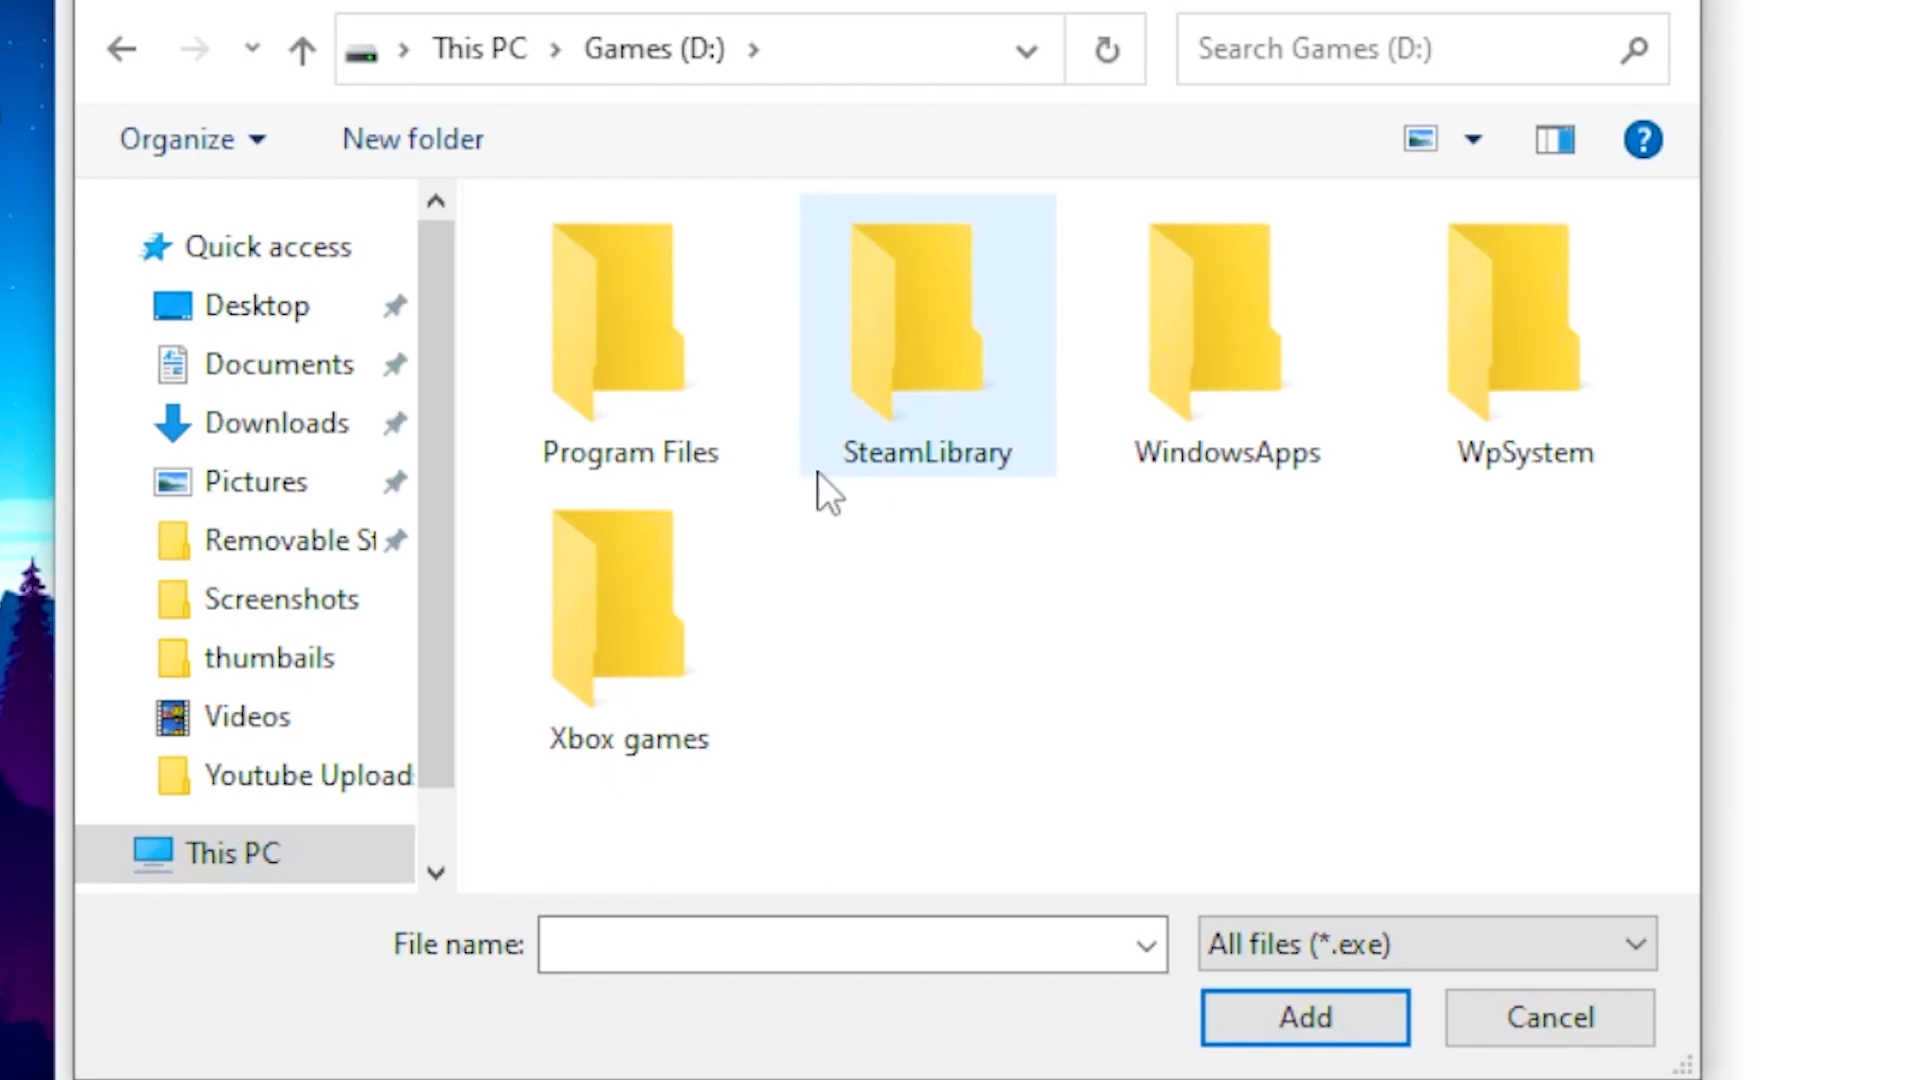 This PC
Games (D:)
Search Games (D:)
Organize
New folder
?
Quick access
Desktop
Documents
Downloads
Pictures
Removable St
Screenshots
thumbails
Videos
Youtube Upload
This PC
Program Files
SteamLibrary
WindowsApps
WpSystem
Xbox games
File name:
All files (*.exe)
Add
Cancel